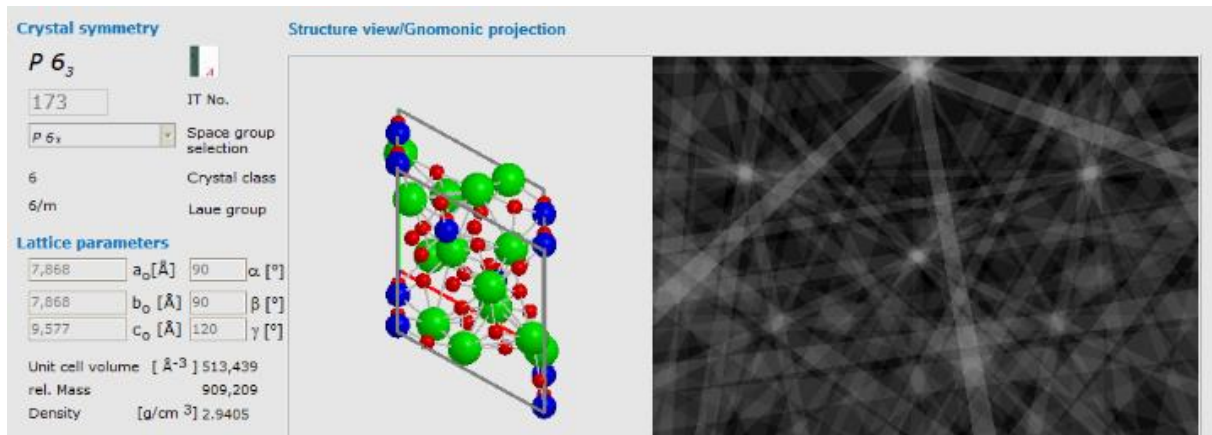 Crystal symmetry
Structure view/Gnomonic projection
P 6₃
173 IT No.
P 6₃ Space group selection
6 Crystal class
6/m Laue group
Lattice parameters
7,868 a₀[Å] 90 α [°]
7,868 b₀ [Å] 90 β [°]
9,577 c₀ [Å] 120 γ [°]
Unit cell volume [ Å⁻³ ] 513,439
rel. Mass 909,209
Density [g/cm ³] 2.9405